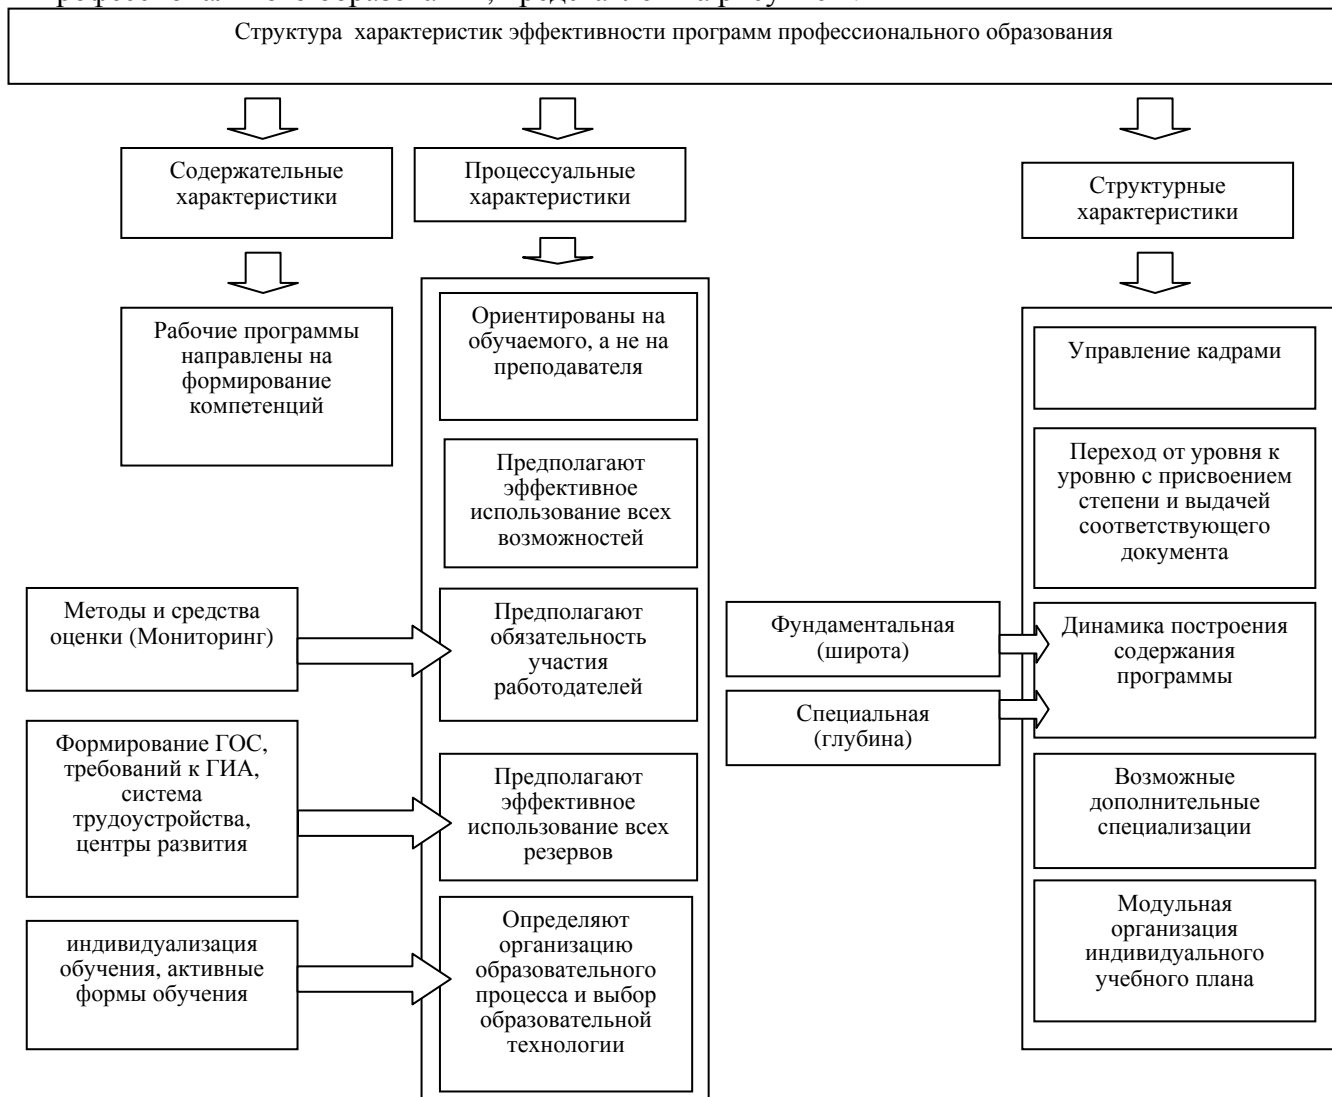 Структура характеристик эффективности программ профессионального образования
Содержательные
характеристики
Процессуальные
характеристики
Структурные
характеристики
Рабочие программы
направлены на
формирование
компетенций
Ориентированы на
обучаемого, а не на
преподавателя
Предполагают
эффективное
использование всех
возможностей
Методы и средства
оценки (Мониторинг)
Предполагают
обязательность
участия
работодателей
Формирование ГОС,
требований к ГИА,
система
трудоустройства,
центры развития
Предполагают
эффективное
использование всех
резервов
индивидуализация
обучения, активные
формы обучения
Определяют
организацию
образовательного
процесса и выбор
образовательной
технологии
Управление кадрами
Переход от уровня к
уровню с присвоением
степени и выдачей
соответствующего
документа
Фундаментальная
(широта)
Специальная
(глубина)
Динамика построения
содержания
программы
Возможные
дополнительные
специализации
Модульная
организация
индивидуального
учебного плана